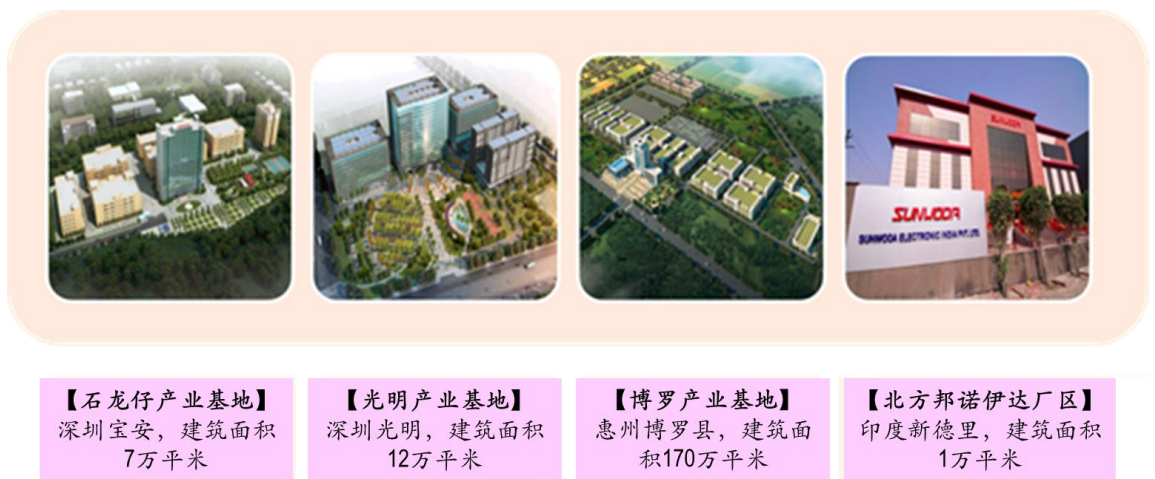 SUNWODA
SUNWODA
SUNWODA ELECTRONIC INDIA PVT. LTD.
【石龙仔产业基地】
深圳宝安，建筑面积
7万平米
【光明产业基地】
深圳光明，建筑面积
12万平米
【博罗产业基地】
惠州博罗县，建筑面
积170万平米
【北方邦诺伊达厂区】
印度新德里，建筑面积
1万平米